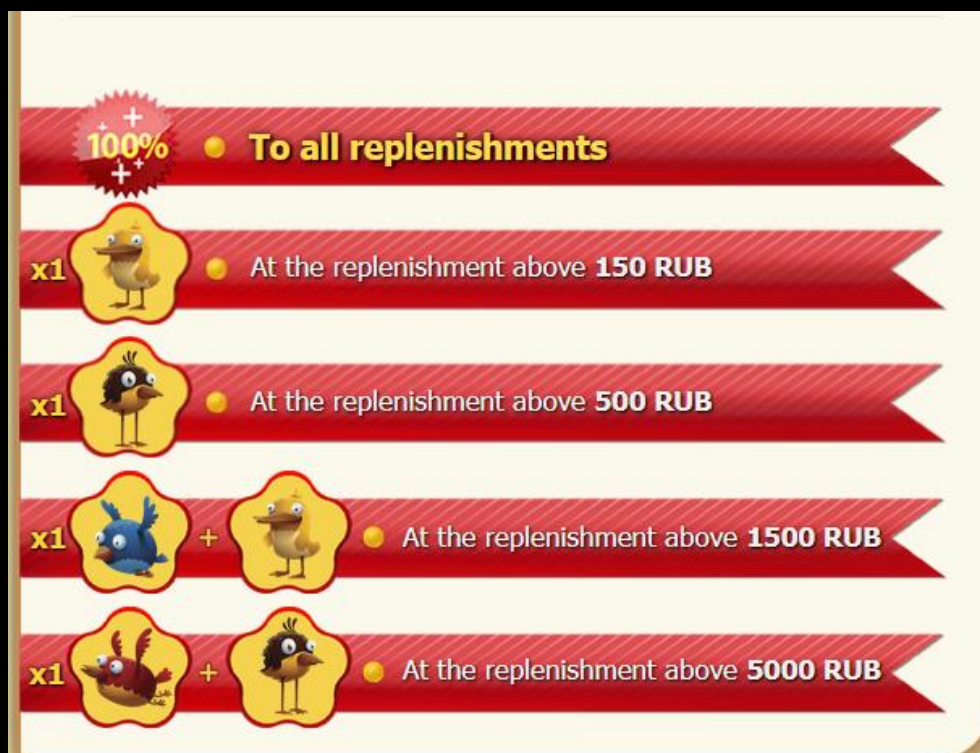 100% To all replenishments
x1 At the replenishment above 150 RUB
x1 At the replenishment above 500 RUB
x1 + At the replenishment above 1500 RUB
x1 + At the replenishment above 5000 RUB